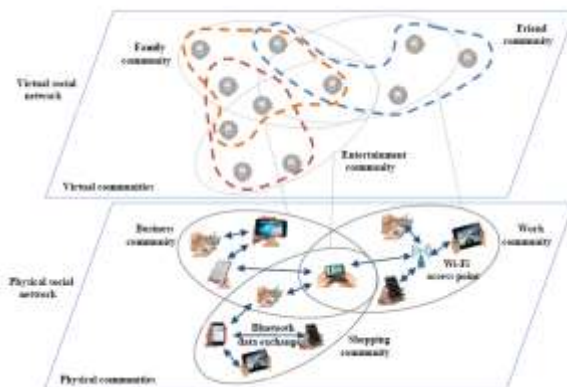 Family
community
Friend
community
Virtual social
network
Entertainment
community
Virtual communities
Business
community
Work
community
Wi-Fi
access point
Physical social
network
Bluetooth
data exchange
Shopping
community
Physical communities